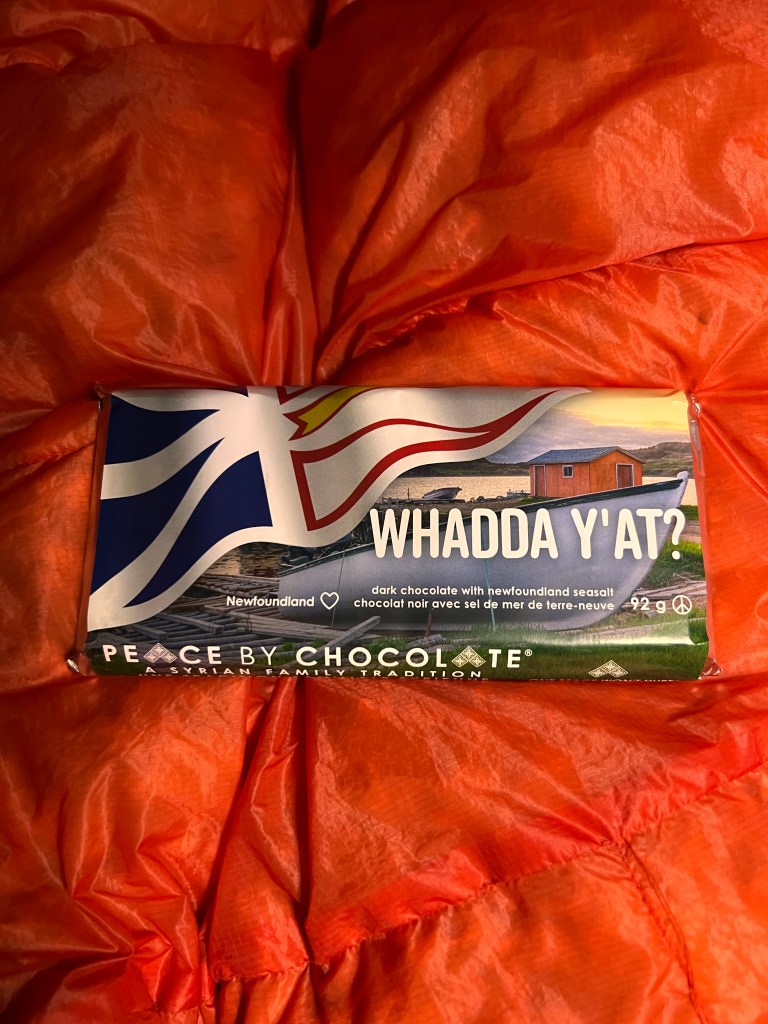 WHADDA Y'AT?
dark chocolate with newfoundland seasalt
Newfoundland
chocolat noir avec sel de mer de terre-neuve
92 g
PEACE BY CHOCOLATE®
A SYRIAN FAMILY TRADITION